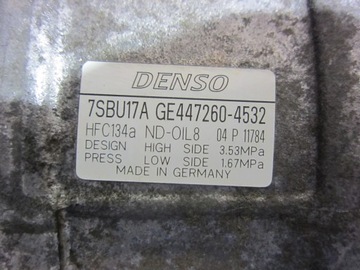 DENSO
7SBU17A GE447260-4532
HFC134a ND-OIL8 04 P 11784
DESIGN HIGH SIDE 3.53MPa
PRESS LOW SIDE 1.67MPa
MADE IN GERMANY